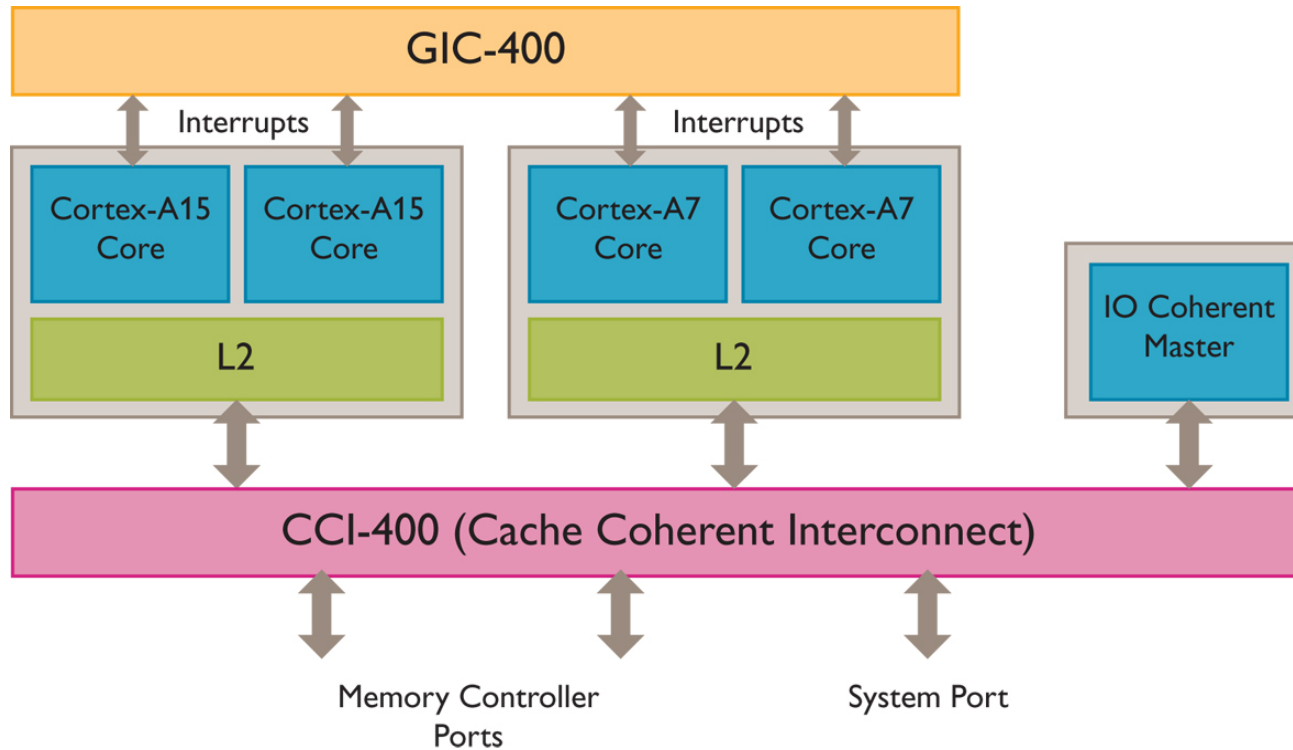 GIC-400
Interrupts
Interrupts
Cortex-A15
Core
Cortex-A15
Core
Cortex-A7
Core
Cortex-A7
Core
IO Coherent
Master
L2
L2
CCI-400 (Cache Coherent Interconnect)
Memory Controller
Ports
System Port